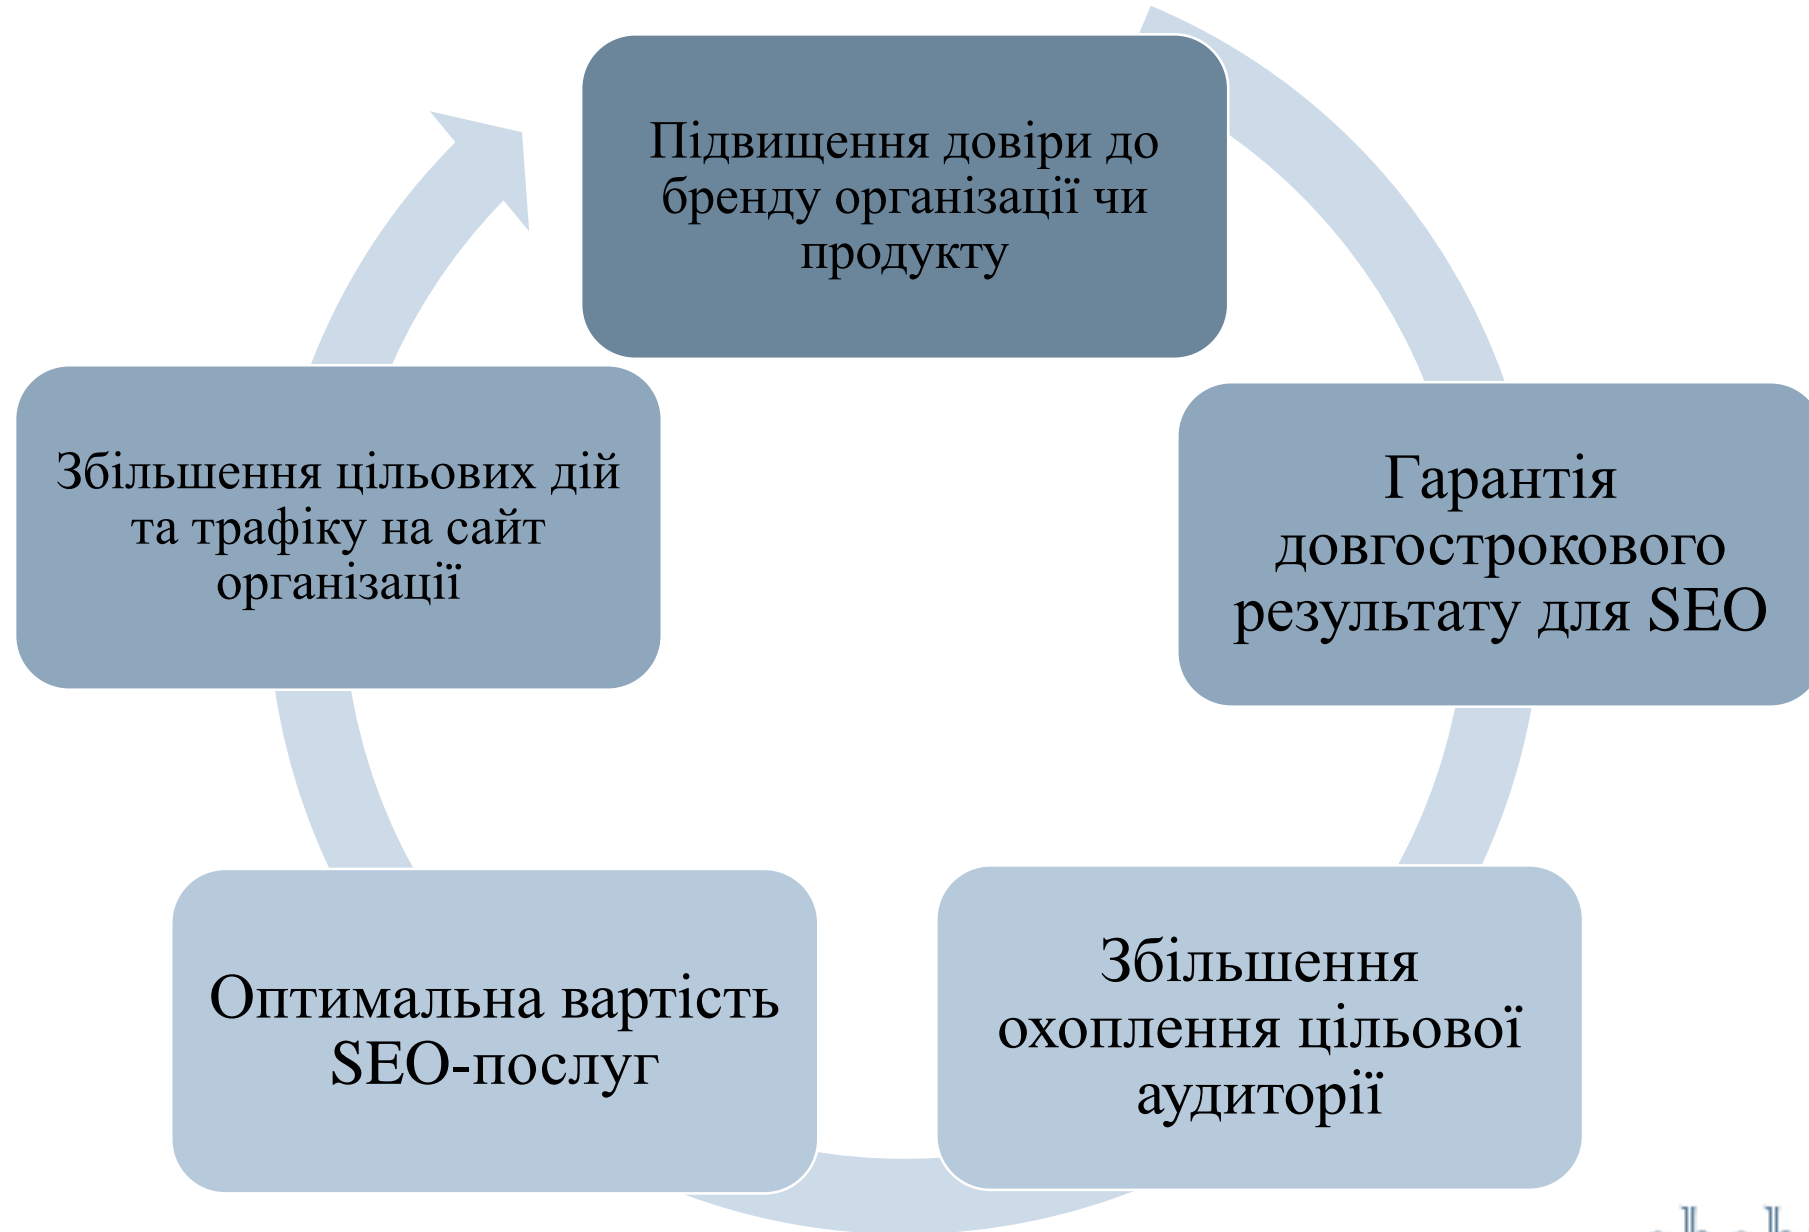 Підвищення довіри до
бренду організації чи
продукту
Гарантія
довгострокового
результату для SEO
Збільшення
охоплення цільової
аудиторії
Оптимальна вартість
SEO-послуг
Збільшення цільових дій
та трафіку на сайт
організації